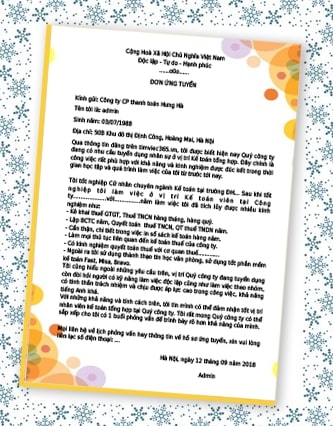 Cộng Hoà Xã Hội Chủ Nghĩa Việt Nam
Độc lập - Tự do - Hạnh phúc
.......o0o.......
ĐƠN ỨNG TUYỂN
Kính gửi: Công ty CP thanh toán Hưng Hà
Tên tôi là: admin
Sinh năm: 03/07/1988
Địa chỉ: 50B Khu đô thị Định Công, Hoàng Mai, Hà Nội
Qua thông tin đăng trên timviec365.vn, tôi được biết hiện nay Quý công ty
đang có nhu cầu tuyển dụng nhân sự ở vị trí Kế toán tổng hợp. Đây chính là
công việc rất phù hợp với khả năng và kinh nghiệm được đúc kết trong thời
gian học tập và quá trình làm việc của tôi từ trước tới nay.
Tôi tốt nghiệp Cử nhân chuyên ngành Kế toán tại trường ĐH... Sau khi tốt
nghiệp tôi làm việc ở vị trí Kế toán viên tại Công
ty...............với...............năm làm việc tôi đã tích lũy được nhiều kinh
nghiệm như:
- Kê khai thuế GTGT, Thuế TNCN hàng tháng, hàng quý.
- Lập BCTC năm, Quyết toán thuế TNCN, QT thuế TNDN năm.
- Cẩn thận, chi tiết trong việc in sổ sách kế toán hàng năm.
- Làm mọi thủ tục liên quan đến kế toán thuế của công ty.
- Có kinh nghiệm quyết toán thuế với cơ quan thuế...............
- Ngoài ra tôi sử dụng thành thạo tin học văn phòng, sử dụng tốt phần mềm
kế toán Fast, Misa, Bravo.
Tôi cũng hiểu ngoài những yêu cầu trên, vị trí Quý công ty đang tuyển dụng
còn đòi hỏi người có kỹ năng làm việc độc lập cũng như làm việc theo nhóm,
có tinh thần trách nhiệm và chịu được áp lực cao trong công việc, khả năng
tiếng Anh khá.
Với những khả năng và tính cách trên, tôi tin mình có thể đảm nhận tốt vị trí
nhân viên kế toán tổng hợp tại Quý công ty. Tôi rất mong Quý công ty có thể
sắp xếp cho tôi có 1 buổi phỏng vấn để trình bày rõ hơn khả năng của mình.
Mọi liên hệ về lịch phỏng vấn hay thông tin về hồ sơ ứng tuyển, xin vui lòng
liên lạc số điện thoại: ...
Hà Nội, ngày 12 tháng 09 năm 2018
Admin